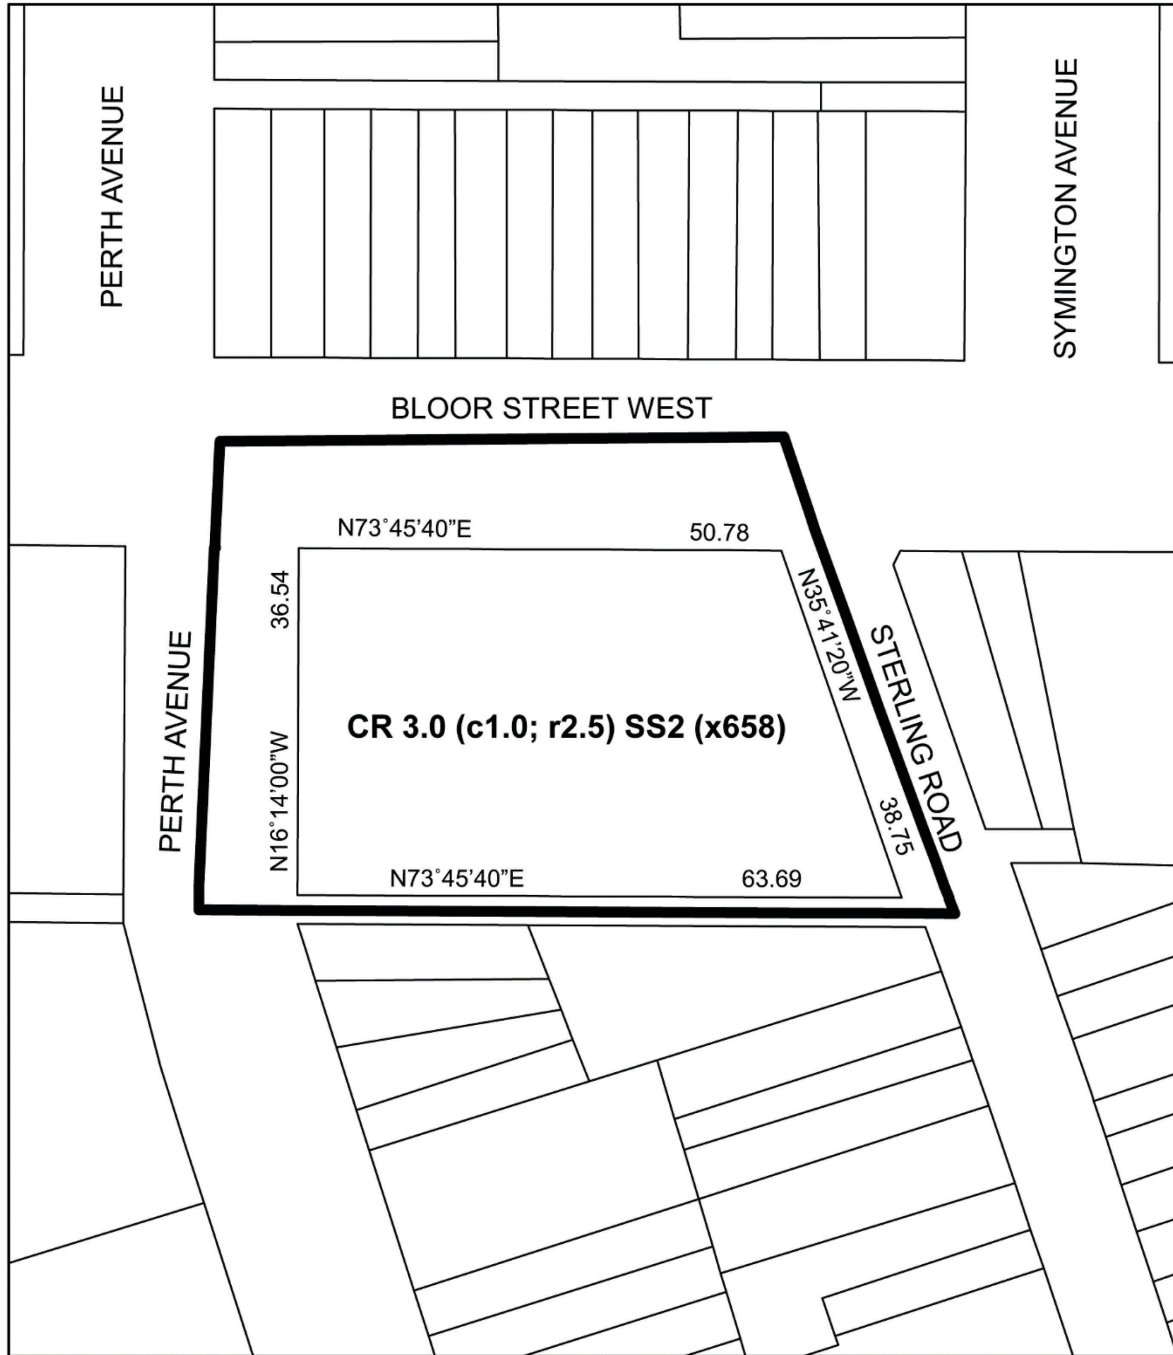 PERTH AVENUE
SYMINGTON AVENUE
BLOOR STREET WEST
N73°45'40"E
50.78
36.54
N35°41'20"W
STERLING ROAD
PERTH AVENUE
CR 3.0 (c1.0; r2.5) SS2 (x658)
N16°14'00"W
38.75
N73°45'40"E
63.69